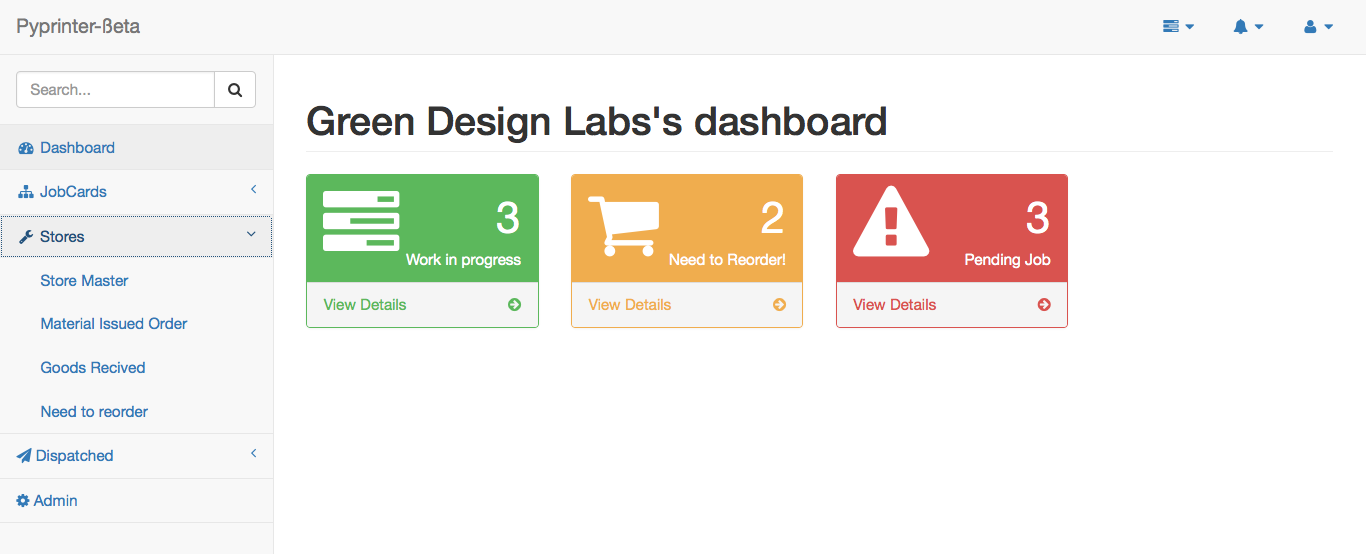 Pyprinter-ßeta
Search...
Dashboard
JobCards
Stores
Store Master
Material Issued Order
Goods Recived
Need to reorder
Dispatched
Admin
Green Design Labs's dashboard
3
Work in progress
View Details
2
Need to Reorder!
View Details
3
Pending Job
View Details